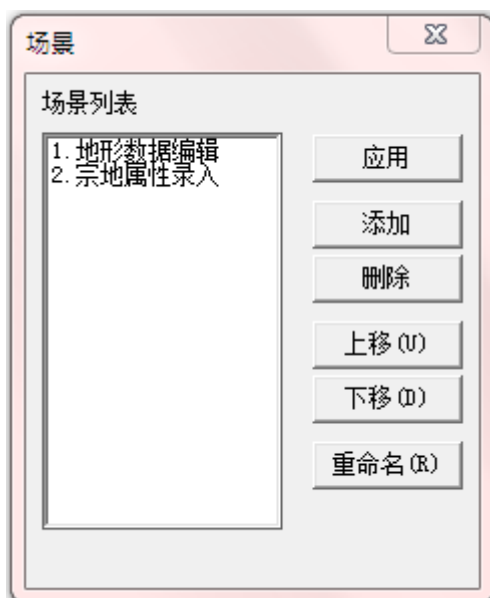 场景
场景列表
1.地形数据编辑
2.宗地属性录入
应用
添加
删除
上移(U)
下移(D)
重命名(R)